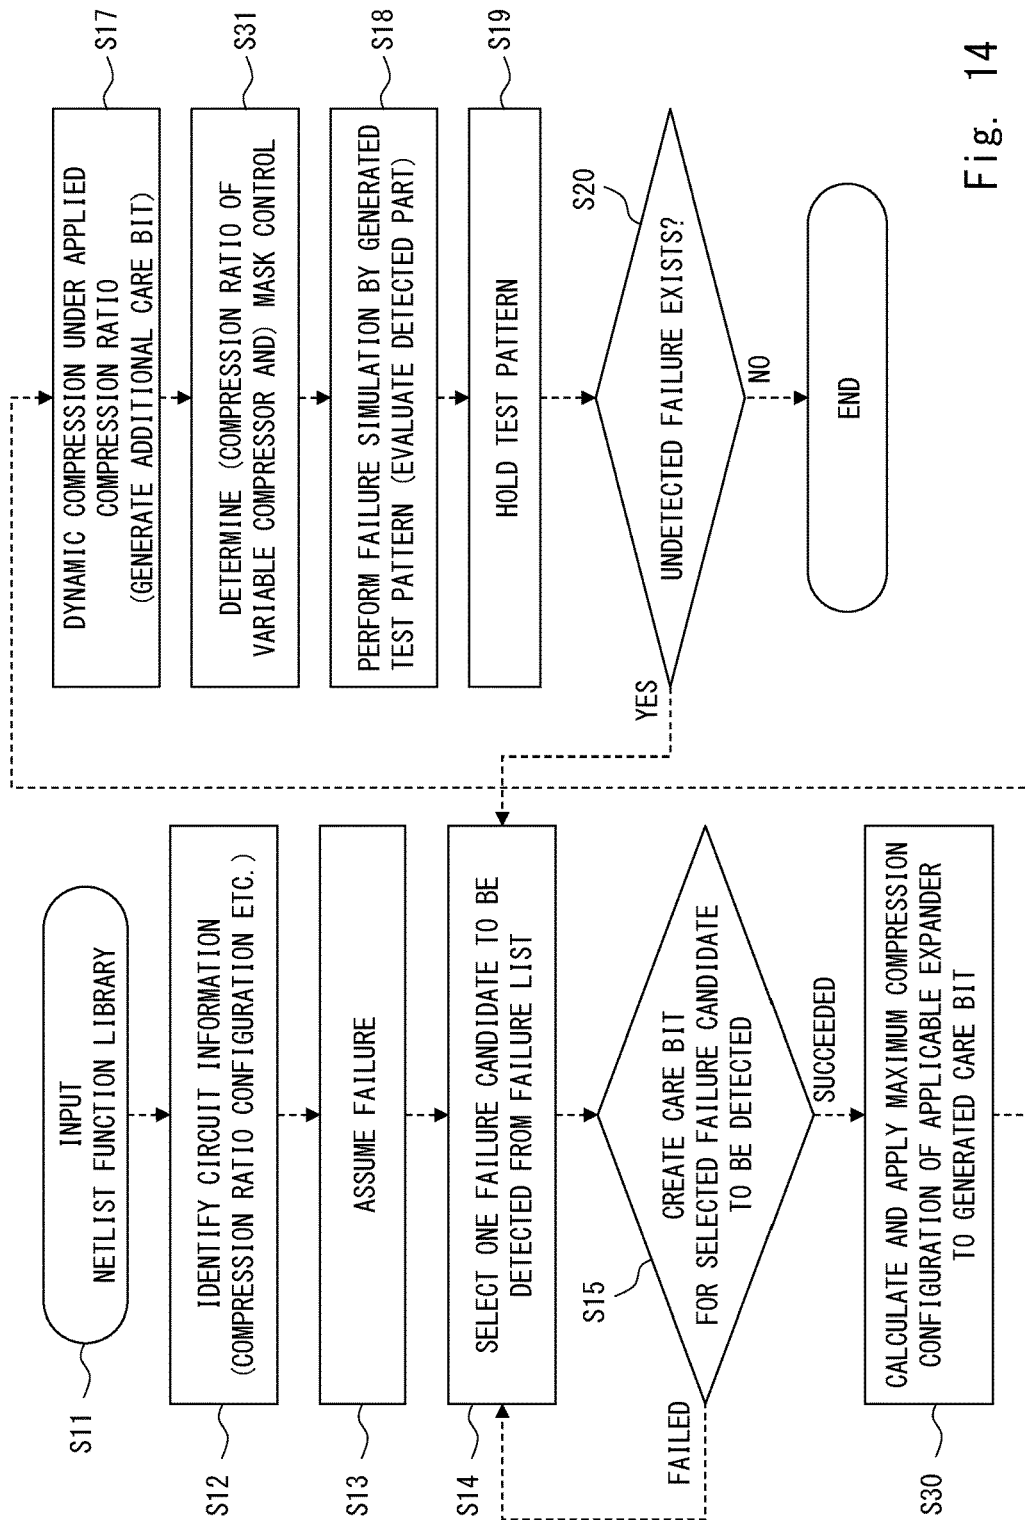 S11
INPUT
NETLIST FUNCTION LIBRARY
S12
IDENTIFY CIRCUIT INFORMATION
(COMPRESSION RATIO CONFIGURATION ETC.)
S13
ASSUME FAILURE
S14
SELECT ONE FAILURE CANDIDATE TO BE
DETECTED FROM FAILURE LIST
S15
CREATE CARE BIT
FOR SELECTED FAILURE CANDIDATE
TO BE DETECTED
FAILED
SUCCEEDED
S30
CALCULATE AND APPLY MAXIMUM COMPRESSION
CONFIGURATION OF APPLICABLE EXPANDER
TO GENERATED CARE BIT
S17
DYNAMIC COMPRESSION UNDER APPLIED
COMPRESSION RATIO
(GENERATE ADDITIONAL CARE BIT)
S31
DETERMINE (COMPRESSION RATIO OF
VARIABLE COMPRESSOR AND) MASK CONTROL
S18
PERFORM FAILURE SIMULATION BY GENERATED
TEST PATTERN (EVALUATE DETECTED PART)
S19
HOLD TEST PATTERN
S20
UNDETECTED FAILURE EXISTS?
YES
NO
END
Fig. 14